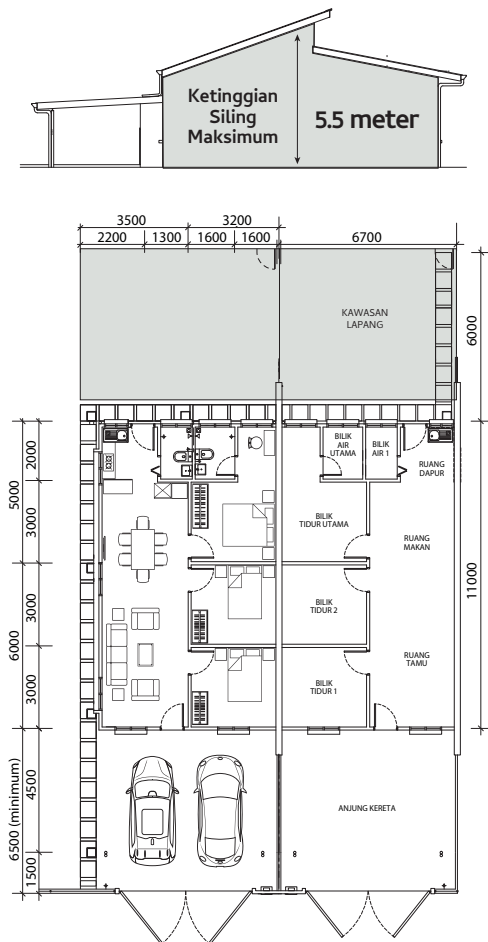 Ketinggian
Siling
Maksimum
5.5 meter
3500
3200
2200
1300
1600
1600
6700
KAWASAN
LAPANG
6000
BILIK
AIR
UTAMA
BILIK
AIR 1
RUANG
DAPUR
2000
5000
3000
BILIK
TIDUR UTAMA
RUANG
MAKAN
11000
3000
BILIK
TIDUR 2
6000
RUANG
TAMU
3000
BILIK
TIDUR 1
4500
6500 (minimum)
ANJUNG KERETA
1500